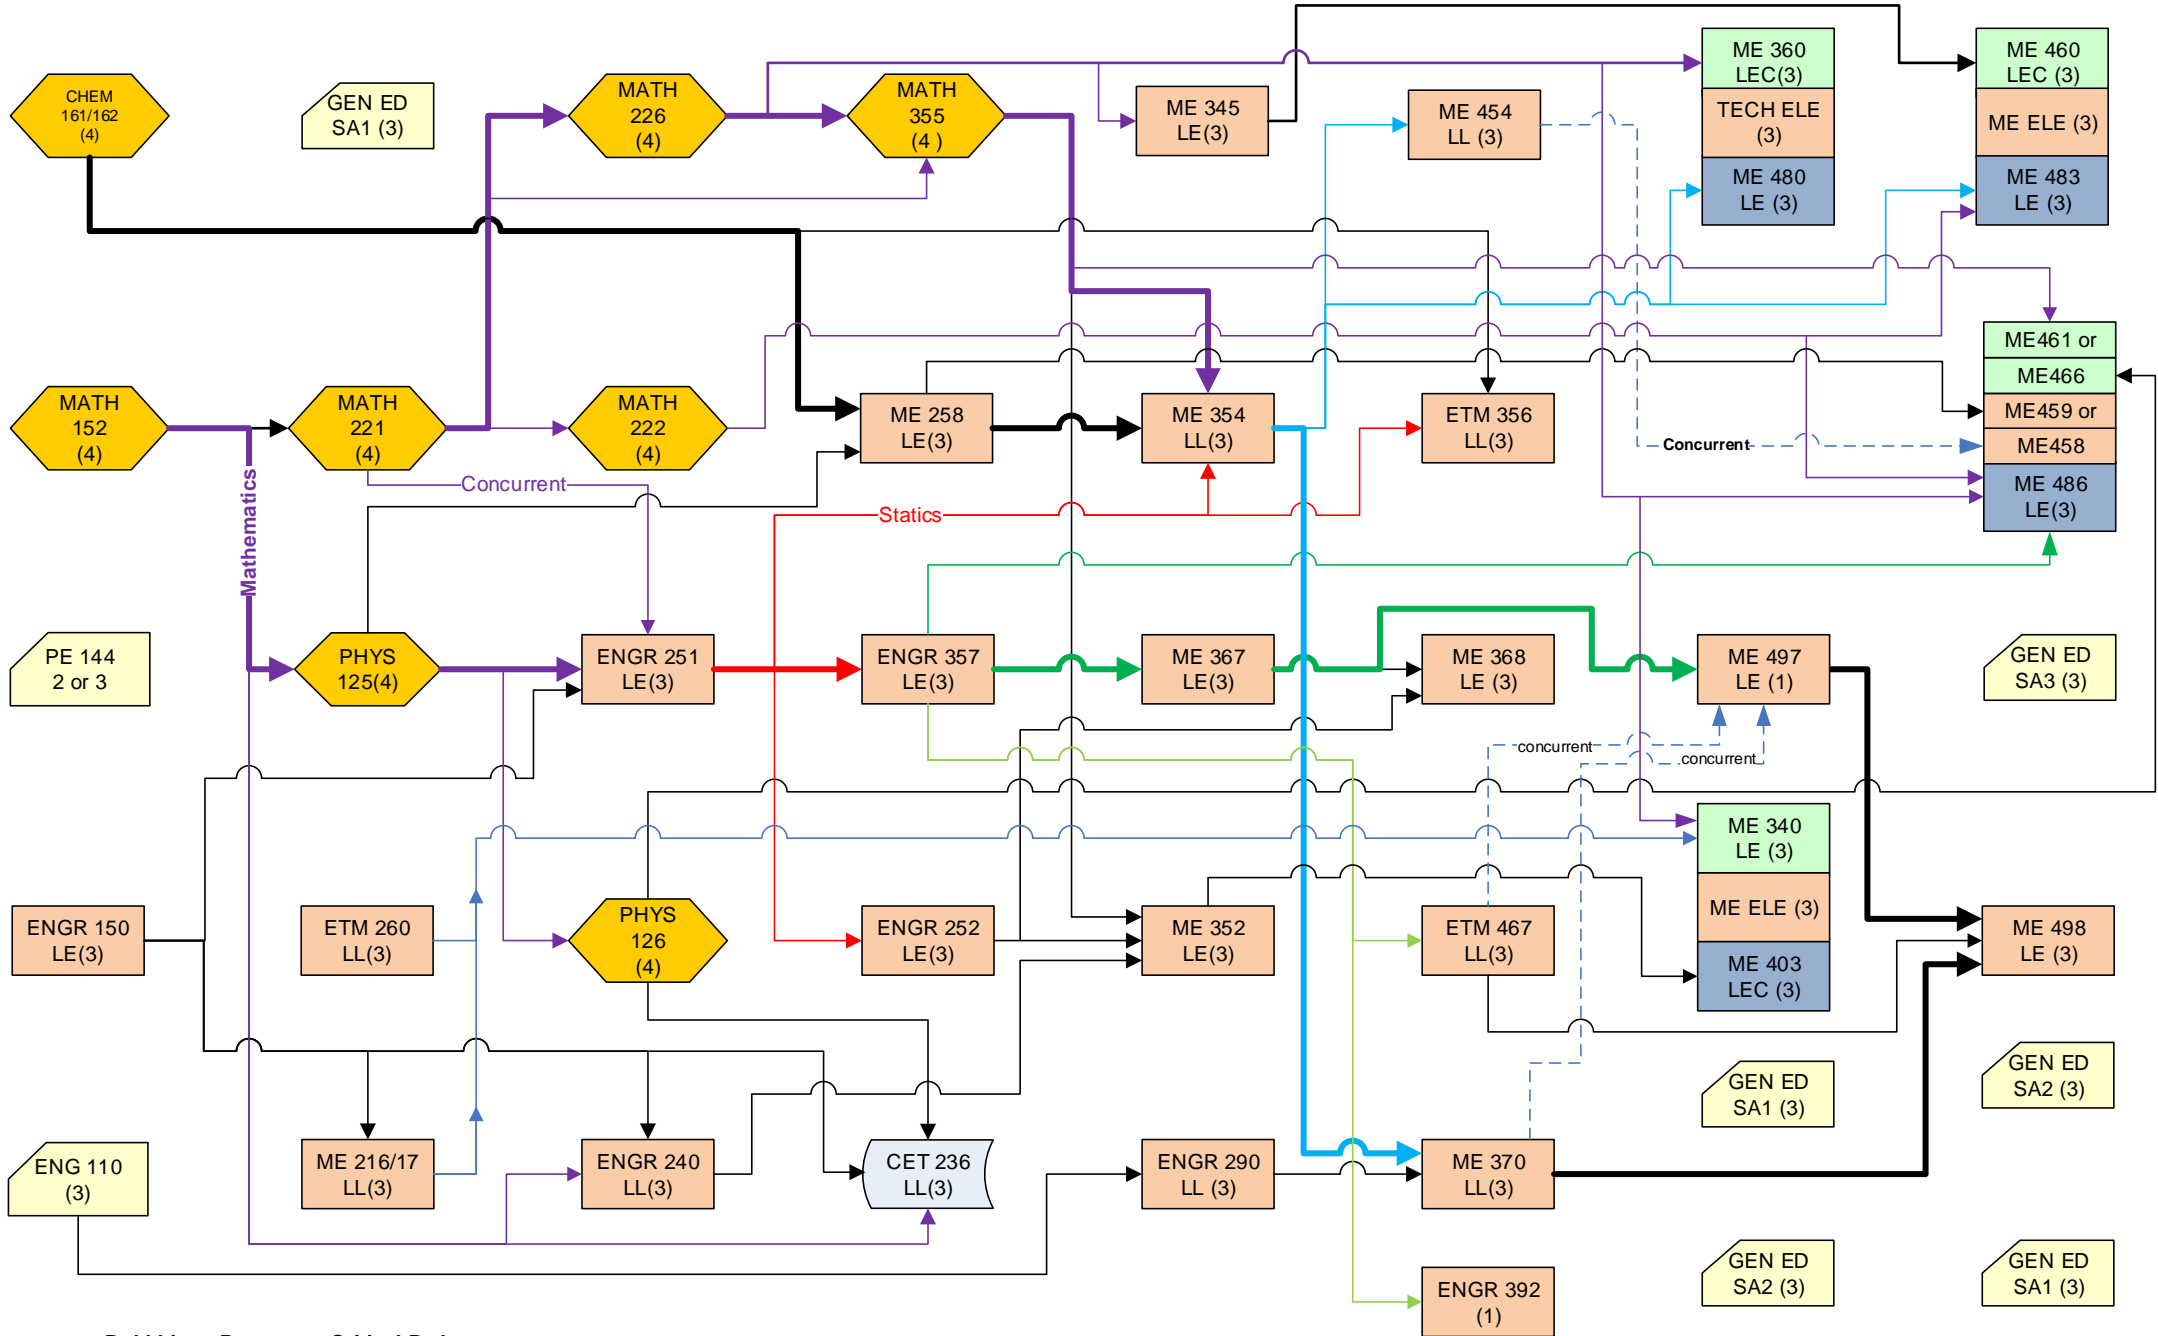 CHEM
161/162
(4)
GEN ED
SA1 (3)
MATH
226
(4)
MATH
355
(4 )
ME 345
LE(3)
ME 454
LL (3)
ME 360
LEC(3)
TECH ELE
(3)
ME 480
LE (3)
ME 460
LEC (3)
ME ELE (3)
ME 483
LE (3)
MATH
152
(4)
MATH
221
(4)
MATH
222
(4)
ME 258
LE(3)
ME 354
LL(3)
ETM 356
LL(3)
ME461 or
ME466
ME459 or
ME458
ME 486
LE(3)
Concurrent
Concurrent
Statics
Mathematics
PE 144
2 or 3
PHYS
125(4)
ENGR 251
LE(3)
ENGR 357
LE(3)
ME 367
LE(3)
ME 368
LE (3)
ME 497
LE (1)
GEN ED
SA3 (3)
concurrent
concurrent
ENGR 150
LE(3)
ETM 260
LL(3)
PHYS
126
(4)
ENGR 252
LE(3)
ME 352
LE(3)
ETM 467
LL(3)
ME 340
LE (3)
ME ELE (3)
ME 403
LEC (3)
ME 498
LE (3)
GEN ED
SA1 (3)
GEN ED
SA2 (3)
ENG 110
(3)
ME 216/17
LL(3)
ENGR 240
LL(3)
CET 236
LL(3)
ENGR 290
LL (3)
ME 370
LL(3)
ENGR 392
(1)
GEN ED
SA2 (3)
GEN ED
SA1 (3)